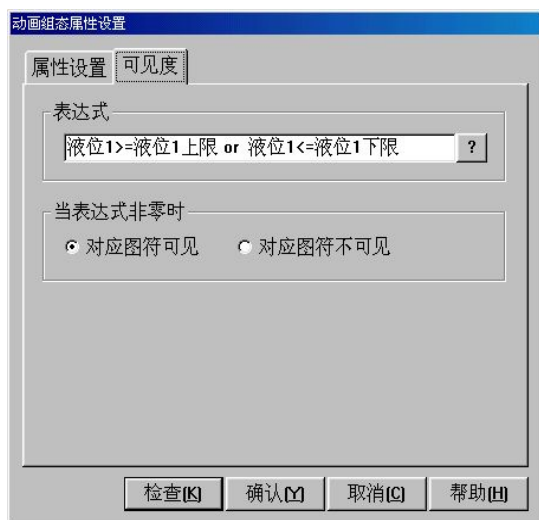 动画组态属性设置
属性设置 可见度
表达式
液位1>=液位1上限 or 液位1<=液位1下限 ?
当表达式非零时
对应图符可见 对应图符不可见
检查(K) 确认(Y) 取消(C) 帮助(H)